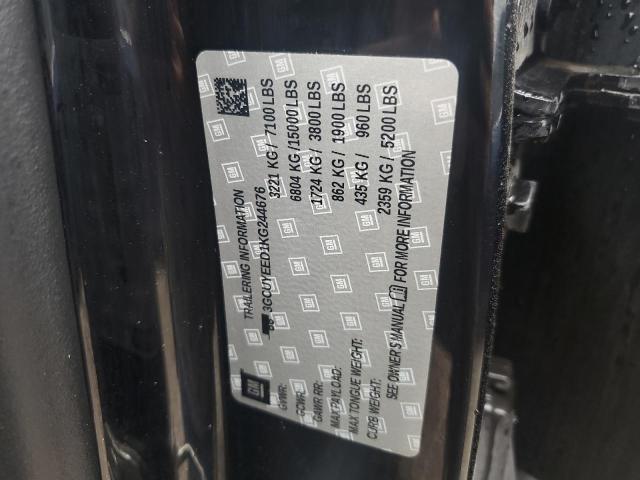 TRAILERING INFORMATION
GM 3GCUYEED1KG244676
GVWR: 3221 KG / 7100 LBS
GCWR: 6804 KG /15000 LBS
GAWR RR: 1724 KG / 3800 LBS
MAX PAYLOAD: 862 KG / 1900 LBS
MAX TONGUE WEIGHT: 435 KG / 960 LBS
CURB WEIGHT: 2359 KG / 5200 LBS
SEE OWNER'S MANUAL FOR MORE INFORMATION